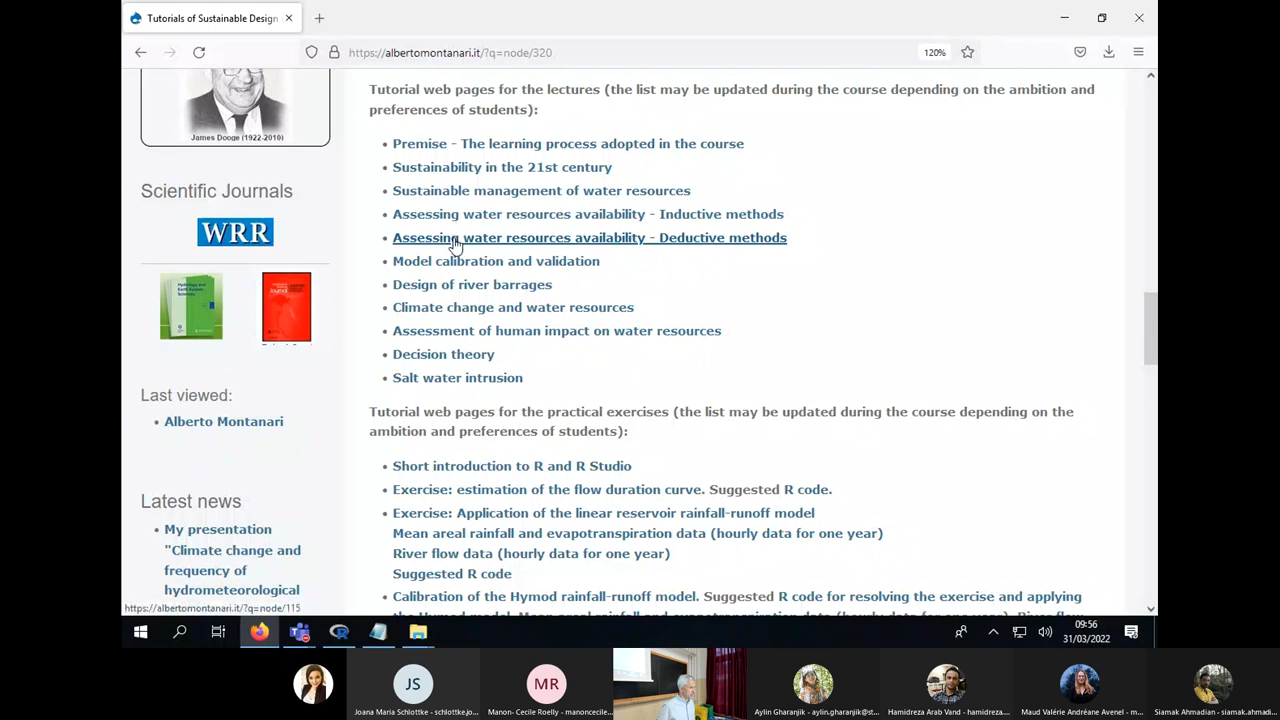 Tutorials of Sustainable Design
https://albertomontanari.it/?q=node/320
120%
James Dooge (1922-2010)
Scientific Journals
WRR
Last viewed:
• Alberto Montanari
Latest news
• My presentation
"Climate change and
frequency of
hydrometeorological
Tutorial web pages for the lectures (the list may be updated during the course depending on the ambition and
preferences of students):
• Premise - The learning process adopted in the course
• Sustainability in the 21st century
• Sustainable management of water resources
• Assessing water resources availability - Inductive methods
• Assessing water resources availability - Deductive methods
• Model calibration and validation
• Design of river barrages
• Climate change and water resources
• Assessment of human impact on water resources
• Decision theory
• Salt water intrusion
Tutorial web pages for the practical exercises (the list may be updated during the course depending on the
ambition and preferences of students):
• Short introduction to R and R Studio
• Exercise: estimation of the flow duration curve. Suggested R code.
• Exercise: Application of the linear reservoir rainfall-runoff model
Mean areal rainfall and evapotranspiration data (hourly data for one year)
River flow data (hourly data for one year)
Suggested R code
• Calibration of the Hymod rainfall-runoff model. Suggested R code for resolving the exercise and applying
https://albertomontanari.it/?q=node/115
09:56
31/03/2022
JS
MR
Joana Maria Schlottke - schlottke.jo...
Manon- Cecile Roelly - manoncecile...
Aylin Gharanjik - aylin.gharanjik@st...
Hamidreza Arab Vand - hamidreza...
Maud Valérie Andréane Avenel - m...
Siamak Ahmadian - siamak.ahmad...